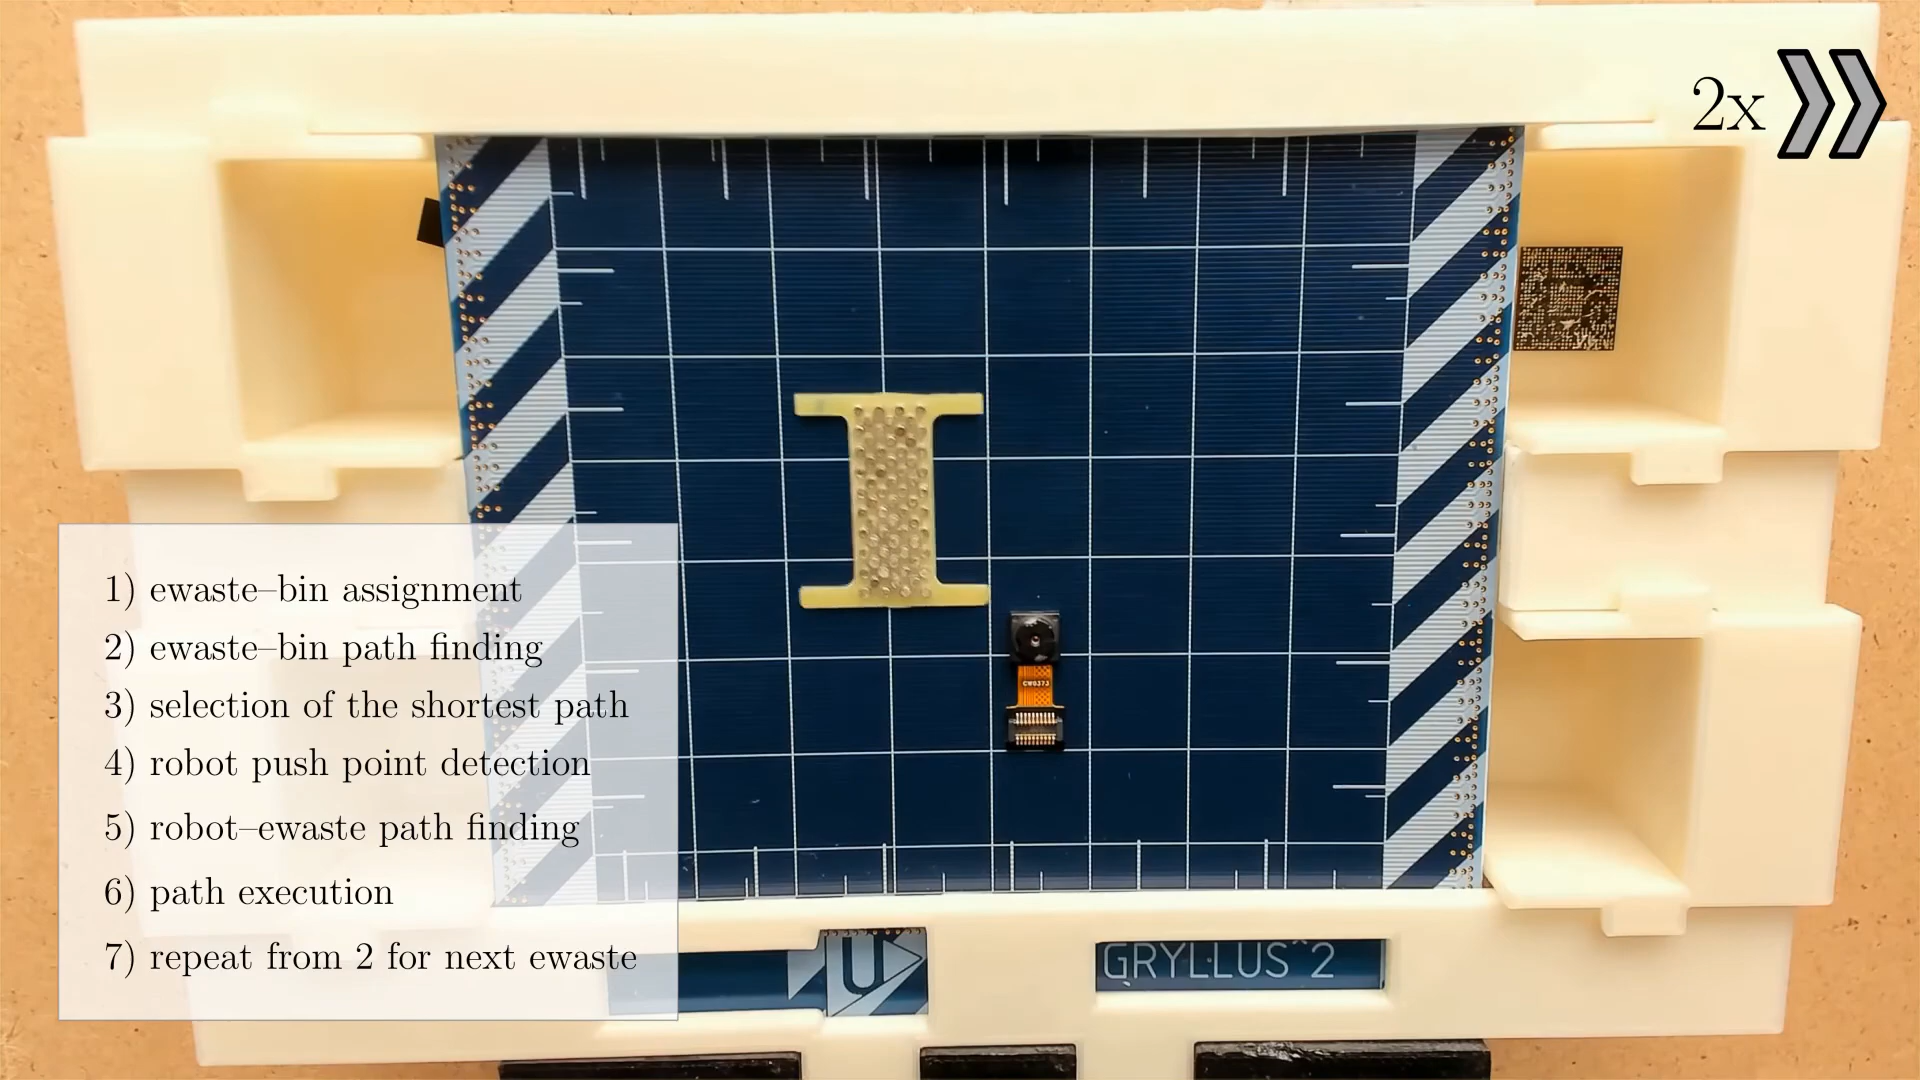 2x
1) ewaste–bin assignment
2) ewaste–bin path finding
3) selection of the shortest path
4) robot push point detection
5) robot–ewaste path finding
6) path execution
7) repeat from 2 for next ewaste
CW0373
U
GRYLLUS 2